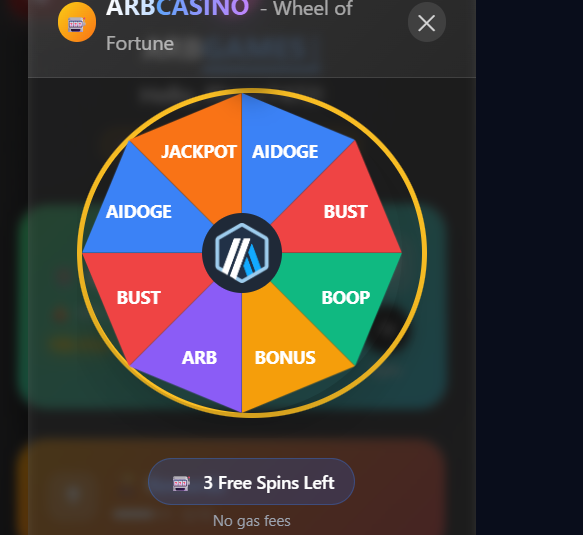 ARBCASINO - Wheel of
Fortune
JACKPOT AIDOGE
AIDOGE BUST
BUST BOOP
ARB BONUS
3 Free Spins Left
No gas fees